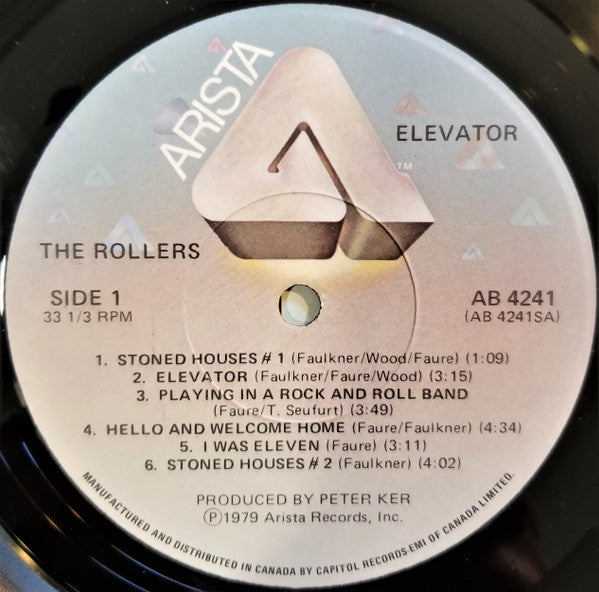 ARISTA
TM
ELEVATOR
THE ROLLERS
SIDE 1
33 1/3 RPM
AB 4241
(AB 4241SA)
1. STONED HOUSES # 1 (Faulkner/Wood/Faure) (1:09)
2. ELEVATOR (Faulkner/Faure/Wood) (3:15)
3. PLAYING IN A ROCK AND ROLL BAND
(Faure/T. Seufurt) (3:49)
4. HELLO AND WELCOME HOME (Faure/Faulkner) (4:34)
5. I WAS ELEVEN (Faure) (3:11)
6. STONED HOUSES # 2 (Faulkner) (4:02)
PRODUCED BY PETER KER
Ⓟ1979 Arista Records, Inc.
MANUFACTURED AND DISTRIBUTED IN CANADA BY CAPITOL RECORDS-EMI OF CANADA LIMITED.